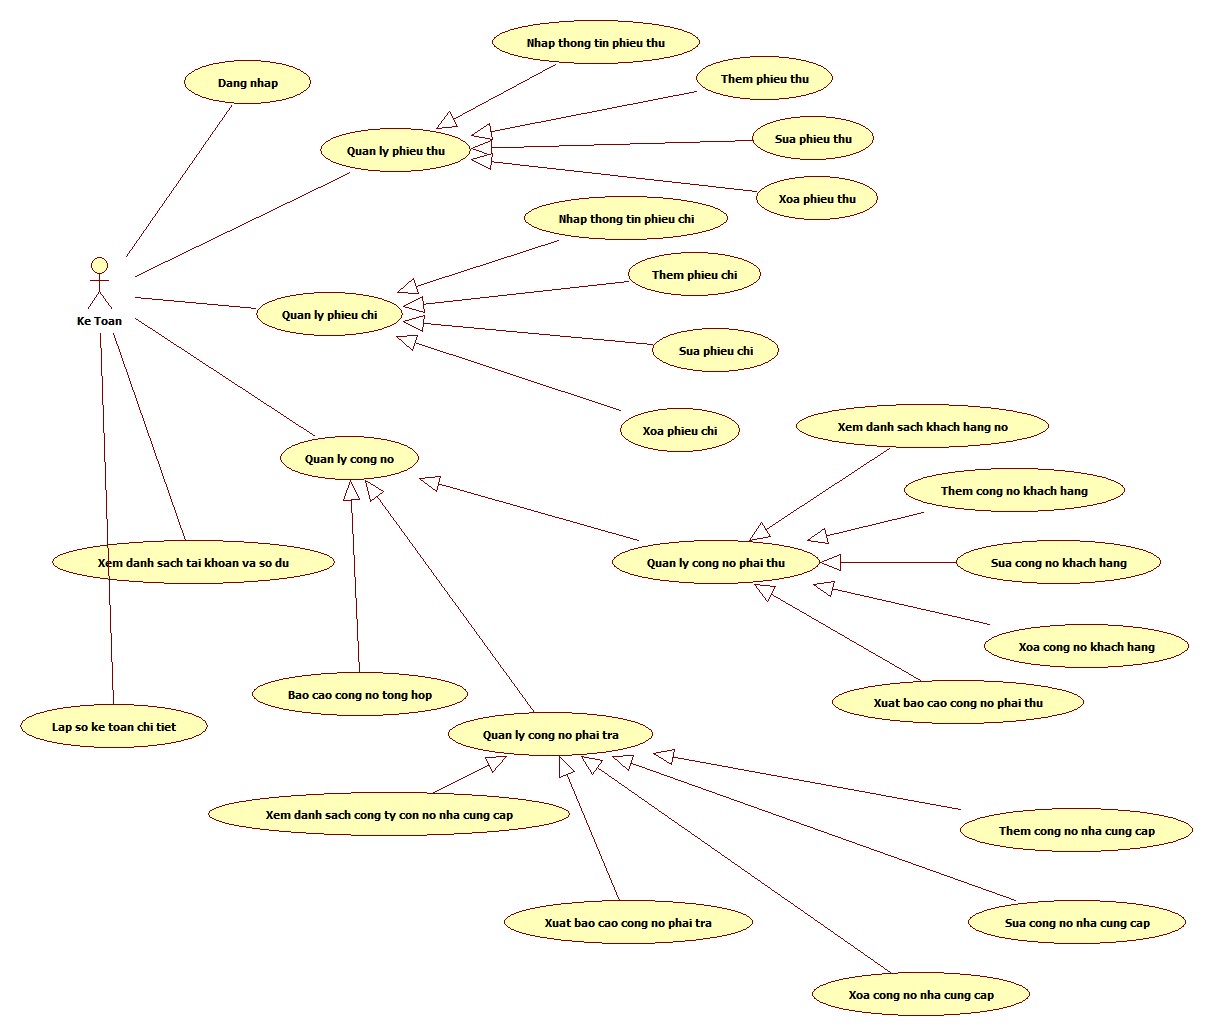 Nhap thong tin phieu thu
Dang nhap
Them phieu thu
Sua phieu thu
Quan ly phieu thu
Xoa phieu thu
Nhap thong tin phieu chi
Them phieu chi
Ke Toan
Quan ly phieu chi
Sua phieu chi
Xoa phieu chi
Xem danh sach khach hang no
Quan ly cong no
Them cong no khach hang
Xem danh sach tai khoan va so du
Quan ly cong no phai thu
Sua cong no khach hang
Xoa cong no khach hang
Bao cao cong no tong hop
Xuat bao cao cong no phai thu
Lap so ke toan chi tiet
Quan ly cong no phai tra
Xem danh sach cong ty con no nha cung cap
Them cong no nha cung cap
Xuat bao cao cong no phai tra
Sua cong no nha cung cap
Xoa cong no nha cung cap